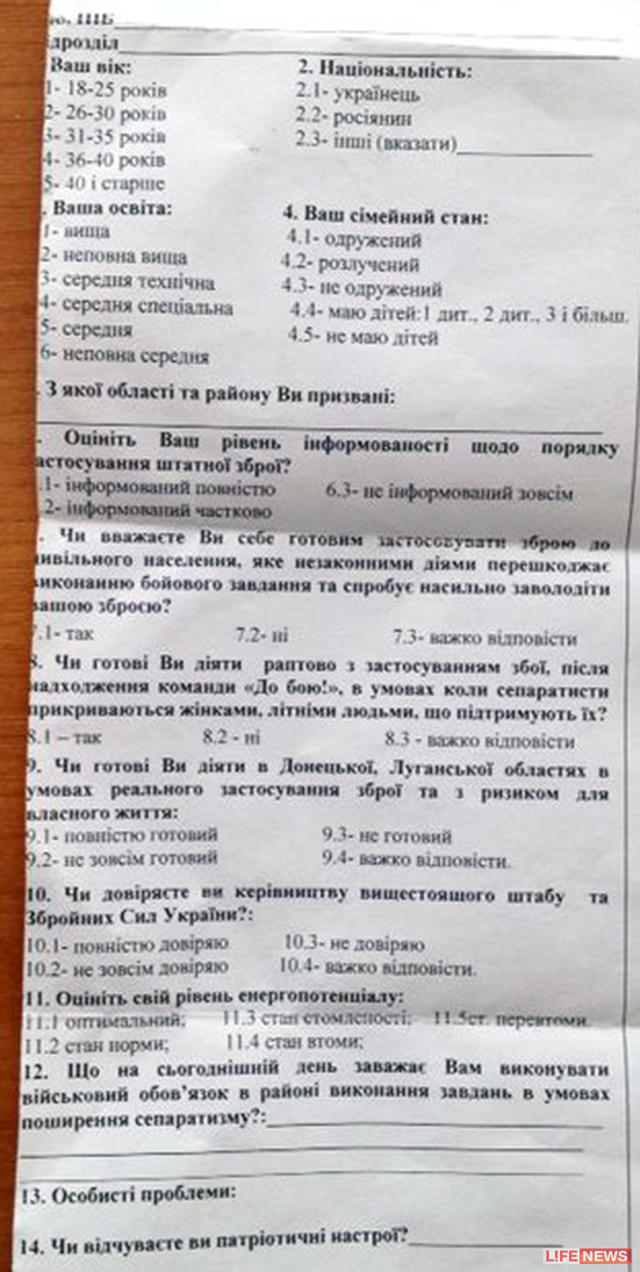 ПІБ
дрозділ
Ваш вік: 2. Національність:
1- 18-25 років 2.1- українець
2- 26-30 років 2.2- росіянин
3- 31-35 років 2.3- інші (вказати)
4- 36-40 років
5- 40 і старше
. Ваша освіта: 4. Ваш сімейний стан:
1- вища 4.1- одружений
2- неповна вища 4.2- розлучений
3- середня технічна 4.3- не одружений
4- середня спеціальна 4.4- маю дітей:1 дит., 2 дит., 3 і більш.
5- середня 4.5- не маю дітей
6- неповна середня
. З якої області та району Ви призвані:
. Оцініть Ваш рівень інформованості щодо порядку
астосування штатної зброї?
.1- інформований повністю 6.3- не інформований зовсім
.2- інформований частково
. Чи вважаєте Ви себе готовим застосовувати зброю до
ивільного населення, яке незаконними діями перешкоджає
виконанню бойового завдання та спробує насильно заволодіти
вашою зброєю?
7.1- так 7.2- ні 7.3- важко відповісти
8. Чи готові Ви діяти раптово з застосуванням збої, після
надходження команди «До бою!», в умовах коли сепаратисти
прикриваються жінками, літніми людьми, що підтримують їх?
8.1 – так 8.2 - ні 8.3 - важко відповісти
9. Чи готові Ви діяти в Донецької, Луганської областях в
умовах реального застосування зброї та з ризиком для
власного життя:
9.1- повністю готовий 9.3- не готовий
9.2- не зовсім готовий 9.4- важко відповісти.
10. Чи довіряєте ви керівництву вищестоящого штабу та
Збройних Сил України?:
10.1- повністю довіряю 10.3- не довіряю
10.2- не зовсім довіряю 10.4- важко відповісти.
11. Оцініть свій рівень енергопотенціалу:
11.1 оптимальний; 11.3 стан стомленості; 11.5ст. перевтоми.
11.2 стан норми; 11.4 стан втоми;
12. Що на сьогоднішній день заважає Вам виконувати
військовий обов’язок в районі виконання завдань в умовах
поширення сепаратизму?:
13. Особисті проблеми:
14. Чи відчуваєте ви патріотичні настрої?
L!FE NEWS